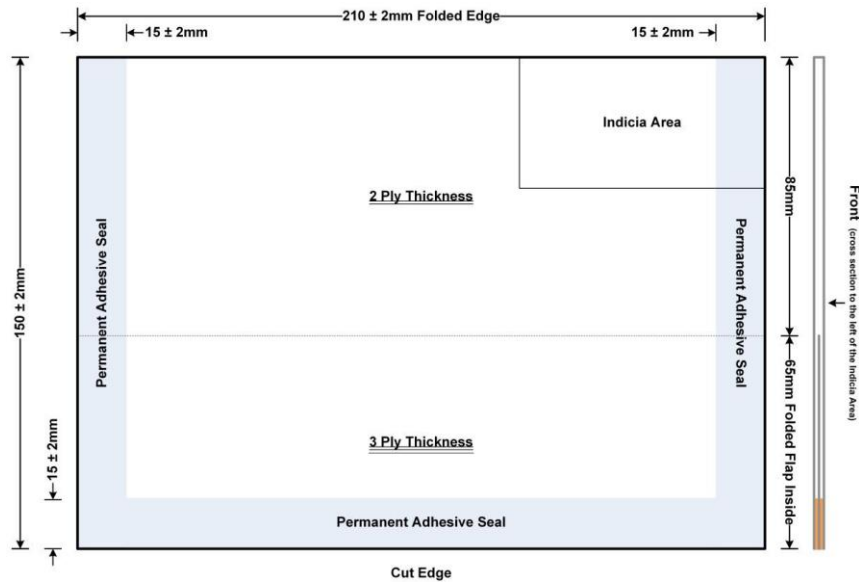 210 ± 2mm Folded Edge
15 ± 2mm
15 ± 2mm
Indicia Area
2 Ply Thickness
85mm
Front (cross section to the left of the Indicia Area)
Permanent Adhesive Seal
Permanent Adhesive Seal
150 ± 2mm
65mm Folded Flap Inside
3 Ply Thickness
15 ± 2mm
Permanent Adhesive Seal
Cut Edge